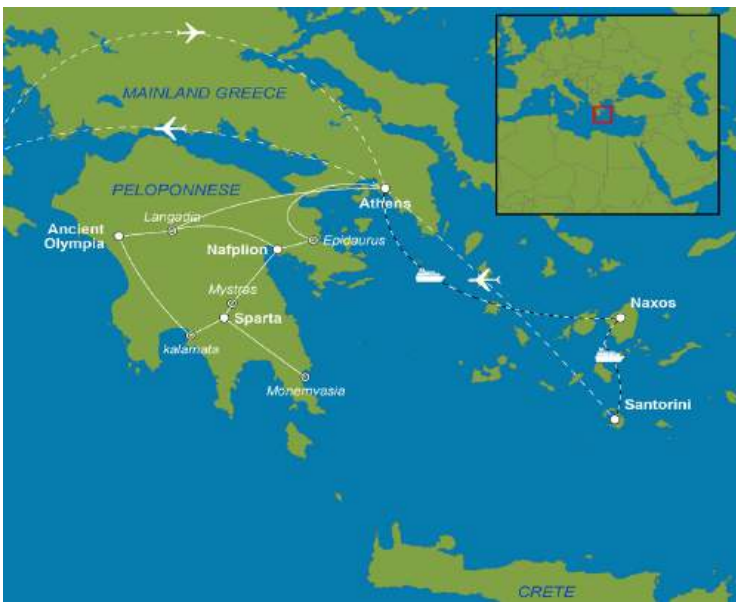 MAINLAND GREECE
PELOPONNESE
Athens
Langadia
Ancient
Olympia
Epidaurus
Nafplion
Mystras
Naxos
Sparta
kalamata
Monemvasia
Santorini
CRETE